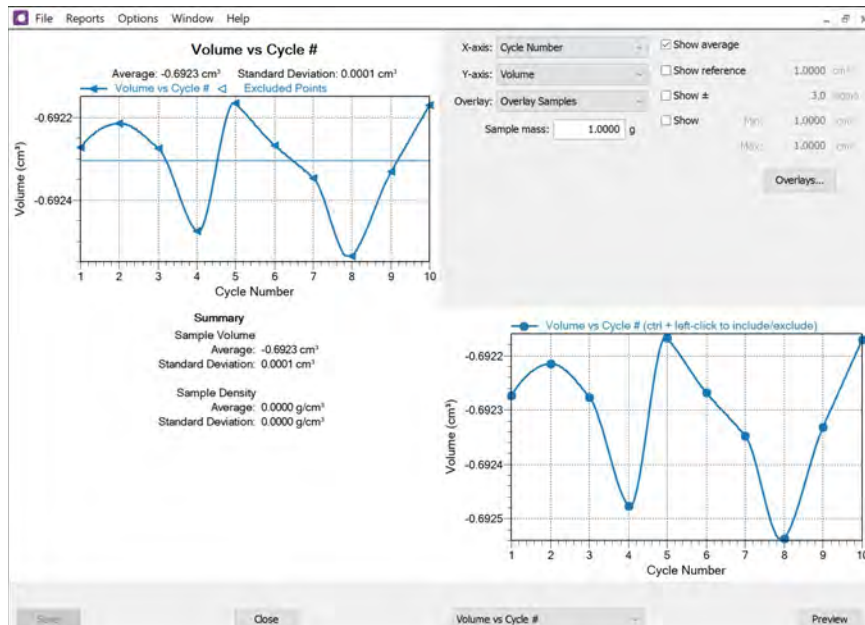 File Reports Options Window Help
Volume vs Cycle #
Average: -0.6923 cm³ Standard Deviation: 0.0001 cm³
Volume vs Cycle # Excluded Points
-0.6922
-0.6924
Volume (cm³)
1 2 3 4 5 6 7 8 9 10
Cycle Number
X-axis: Cycle Number
Y-axis: Volume
Overlay: Overlay Samples
Sample mass: 1.0000 g
Show average
Show reference 1.0000 cm³
Show ± 3.0
Show Min: 1.0000 cm³
Max: 1.0000 cm³
Overlays...
Summary
Sample Volume
Average: -0.6923 cm³
Standard Deviation: 0.0001 cm³
Sample Density
Average: 0.0000 g/cm³
Standard Deviation: 0.0000 g/cm³
Volume vs Cycle # (ctrl + left-click to include/exclude)
-0.6922
-0.6923
-0.6924
-0.6925
Volume (cm³)
1 2 3 4 5 6 7 8 9 10
Cycle Number
Save Close Volume vs Cycle # Preview